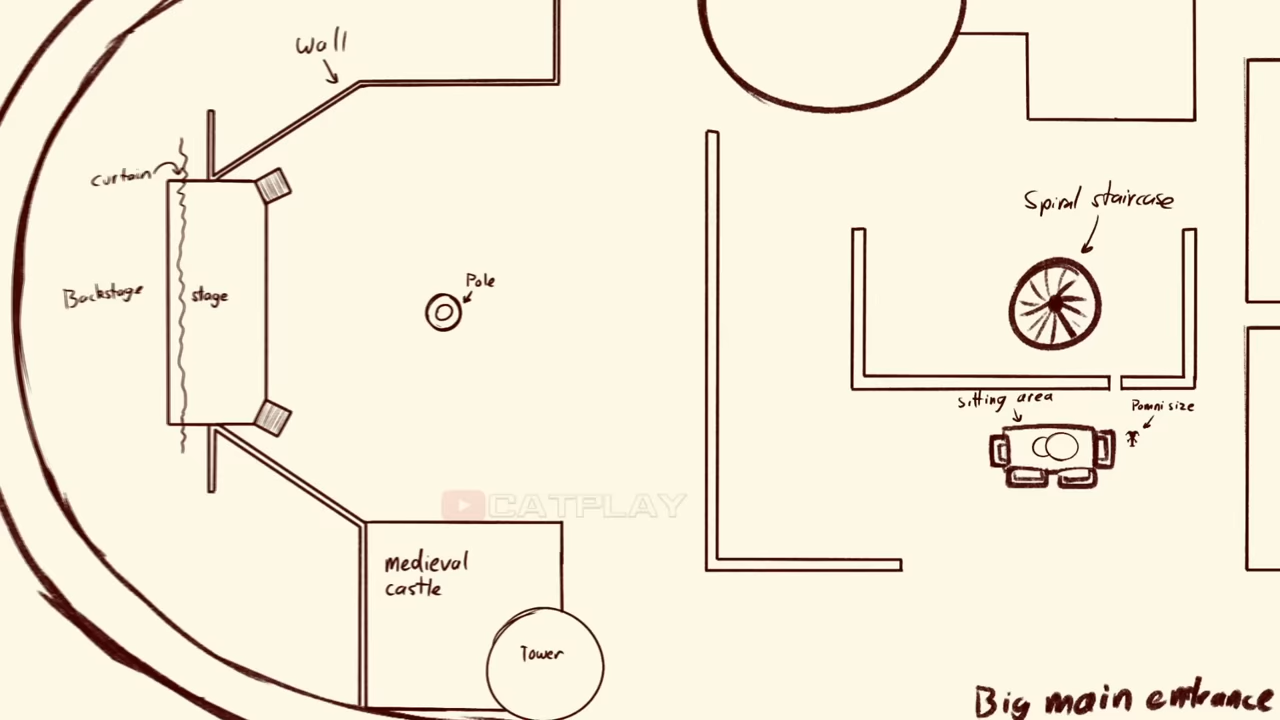 Wall
Curtain
Backstage
stage
Pole
Spiral staircase
Sitting area
Pomni size
CATPLAY
medieval
castle
Tower
Big main entrance